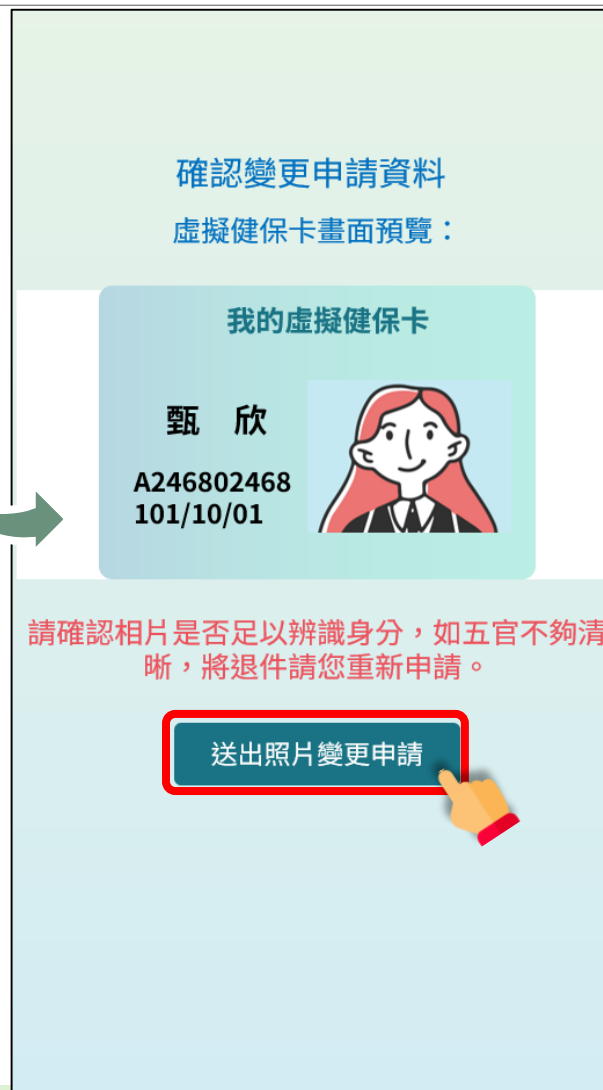 確認變更申請資料
虛擬健保卡畫面預覽：
我的虛擬健保卡
甄 欣
A246802468
101/10/01
請確認相片是否足以辨識身分，如五官不夠清
晰，將退件請您重新申請。
送出照片變更申請